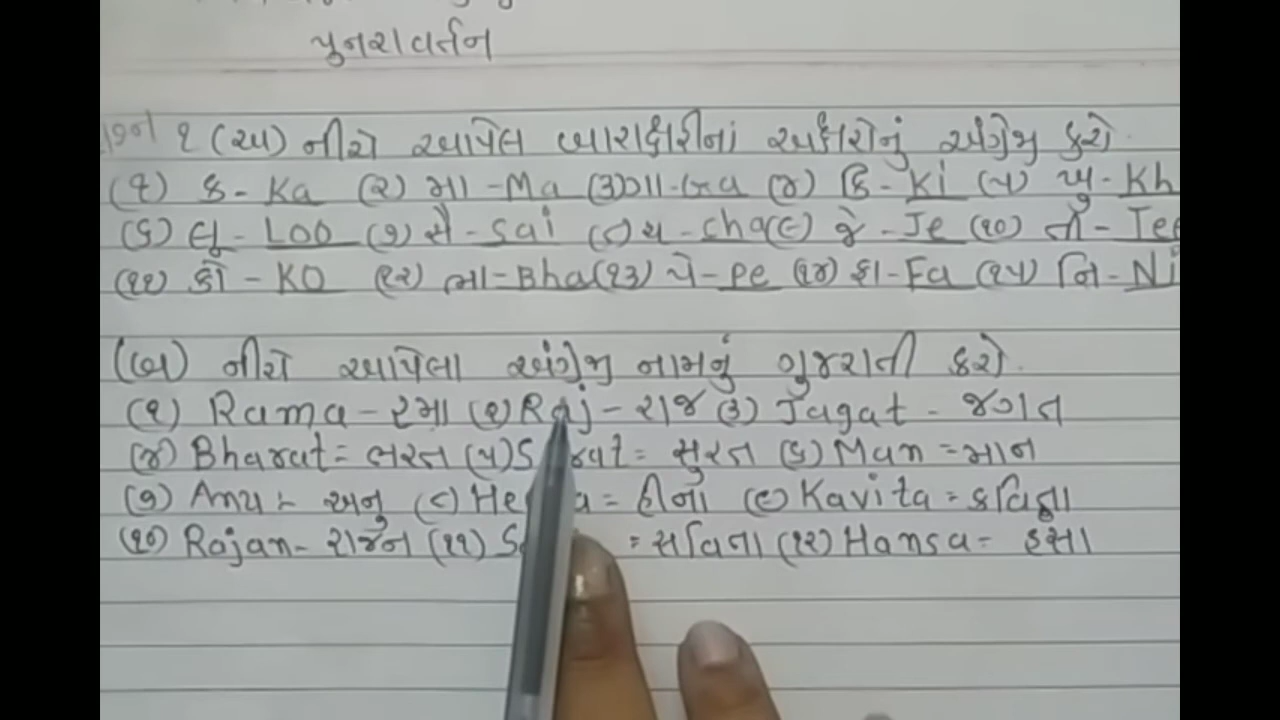 પુનરાવર્તન
પ્રશ્ન ૧ (અ) નીચે આપેલ બારાક્ષરીનાં અક્ષરોનું અંગ્રેજી કરો.
(૧) ક - Ka (૨) મા - Ma (૩) ગા - Ga (૪) કિ - Ki (૫) ખ - Kh
(૬) લૂ - Loo (૭) સૈ - Sai (૮) ચ - Cha (૯) જે - Je (૧૦) તી - Tee
(૧૧) કો - KO (૧૨) ભા - Bha (૧૩) પે - Pe (૧૪) ફા - Fa (૧૫) નિ - Ni
(બ) નીચે આપેલા અંગ્રેજી નામનું ગુજરાતી કરો.
(૧) Rama - રમા (૨) Raj - રાજ (૩) Jagat - જગત
(૪) Bharat = ભરત (૫) S rat = સુરત (૬) Man = માન
(૭) Anu :- અનુ (૮) He a = હીના (૯) Kavita = કવિતા
(૧૦) Rajan - રાજન (૧૧) S = સવિતા (૧૨) Hansa = હંસા